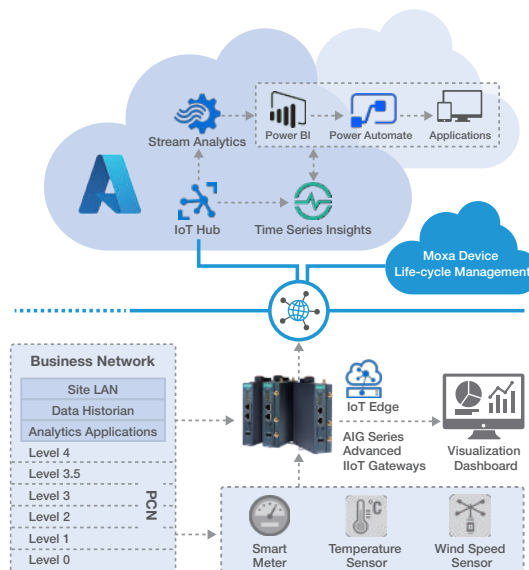 Stream Analytics
Power BI
Power Automate
Applications
IoT Hub
Time Series Insights
Moxa Device
Life-cycle Management
Business Network
Site LAN
Data Historian
Analytics Applications
Level 4
Level 3.5
Level 3
Level 2
Level 1
Level 0
PCN
IoT Edge
AIG Series
Advanced
IIoT Gateways
Visualization
Dashboard
Smart
Meter
°C
Temperature
Sensor
Wind Speed
Sensor